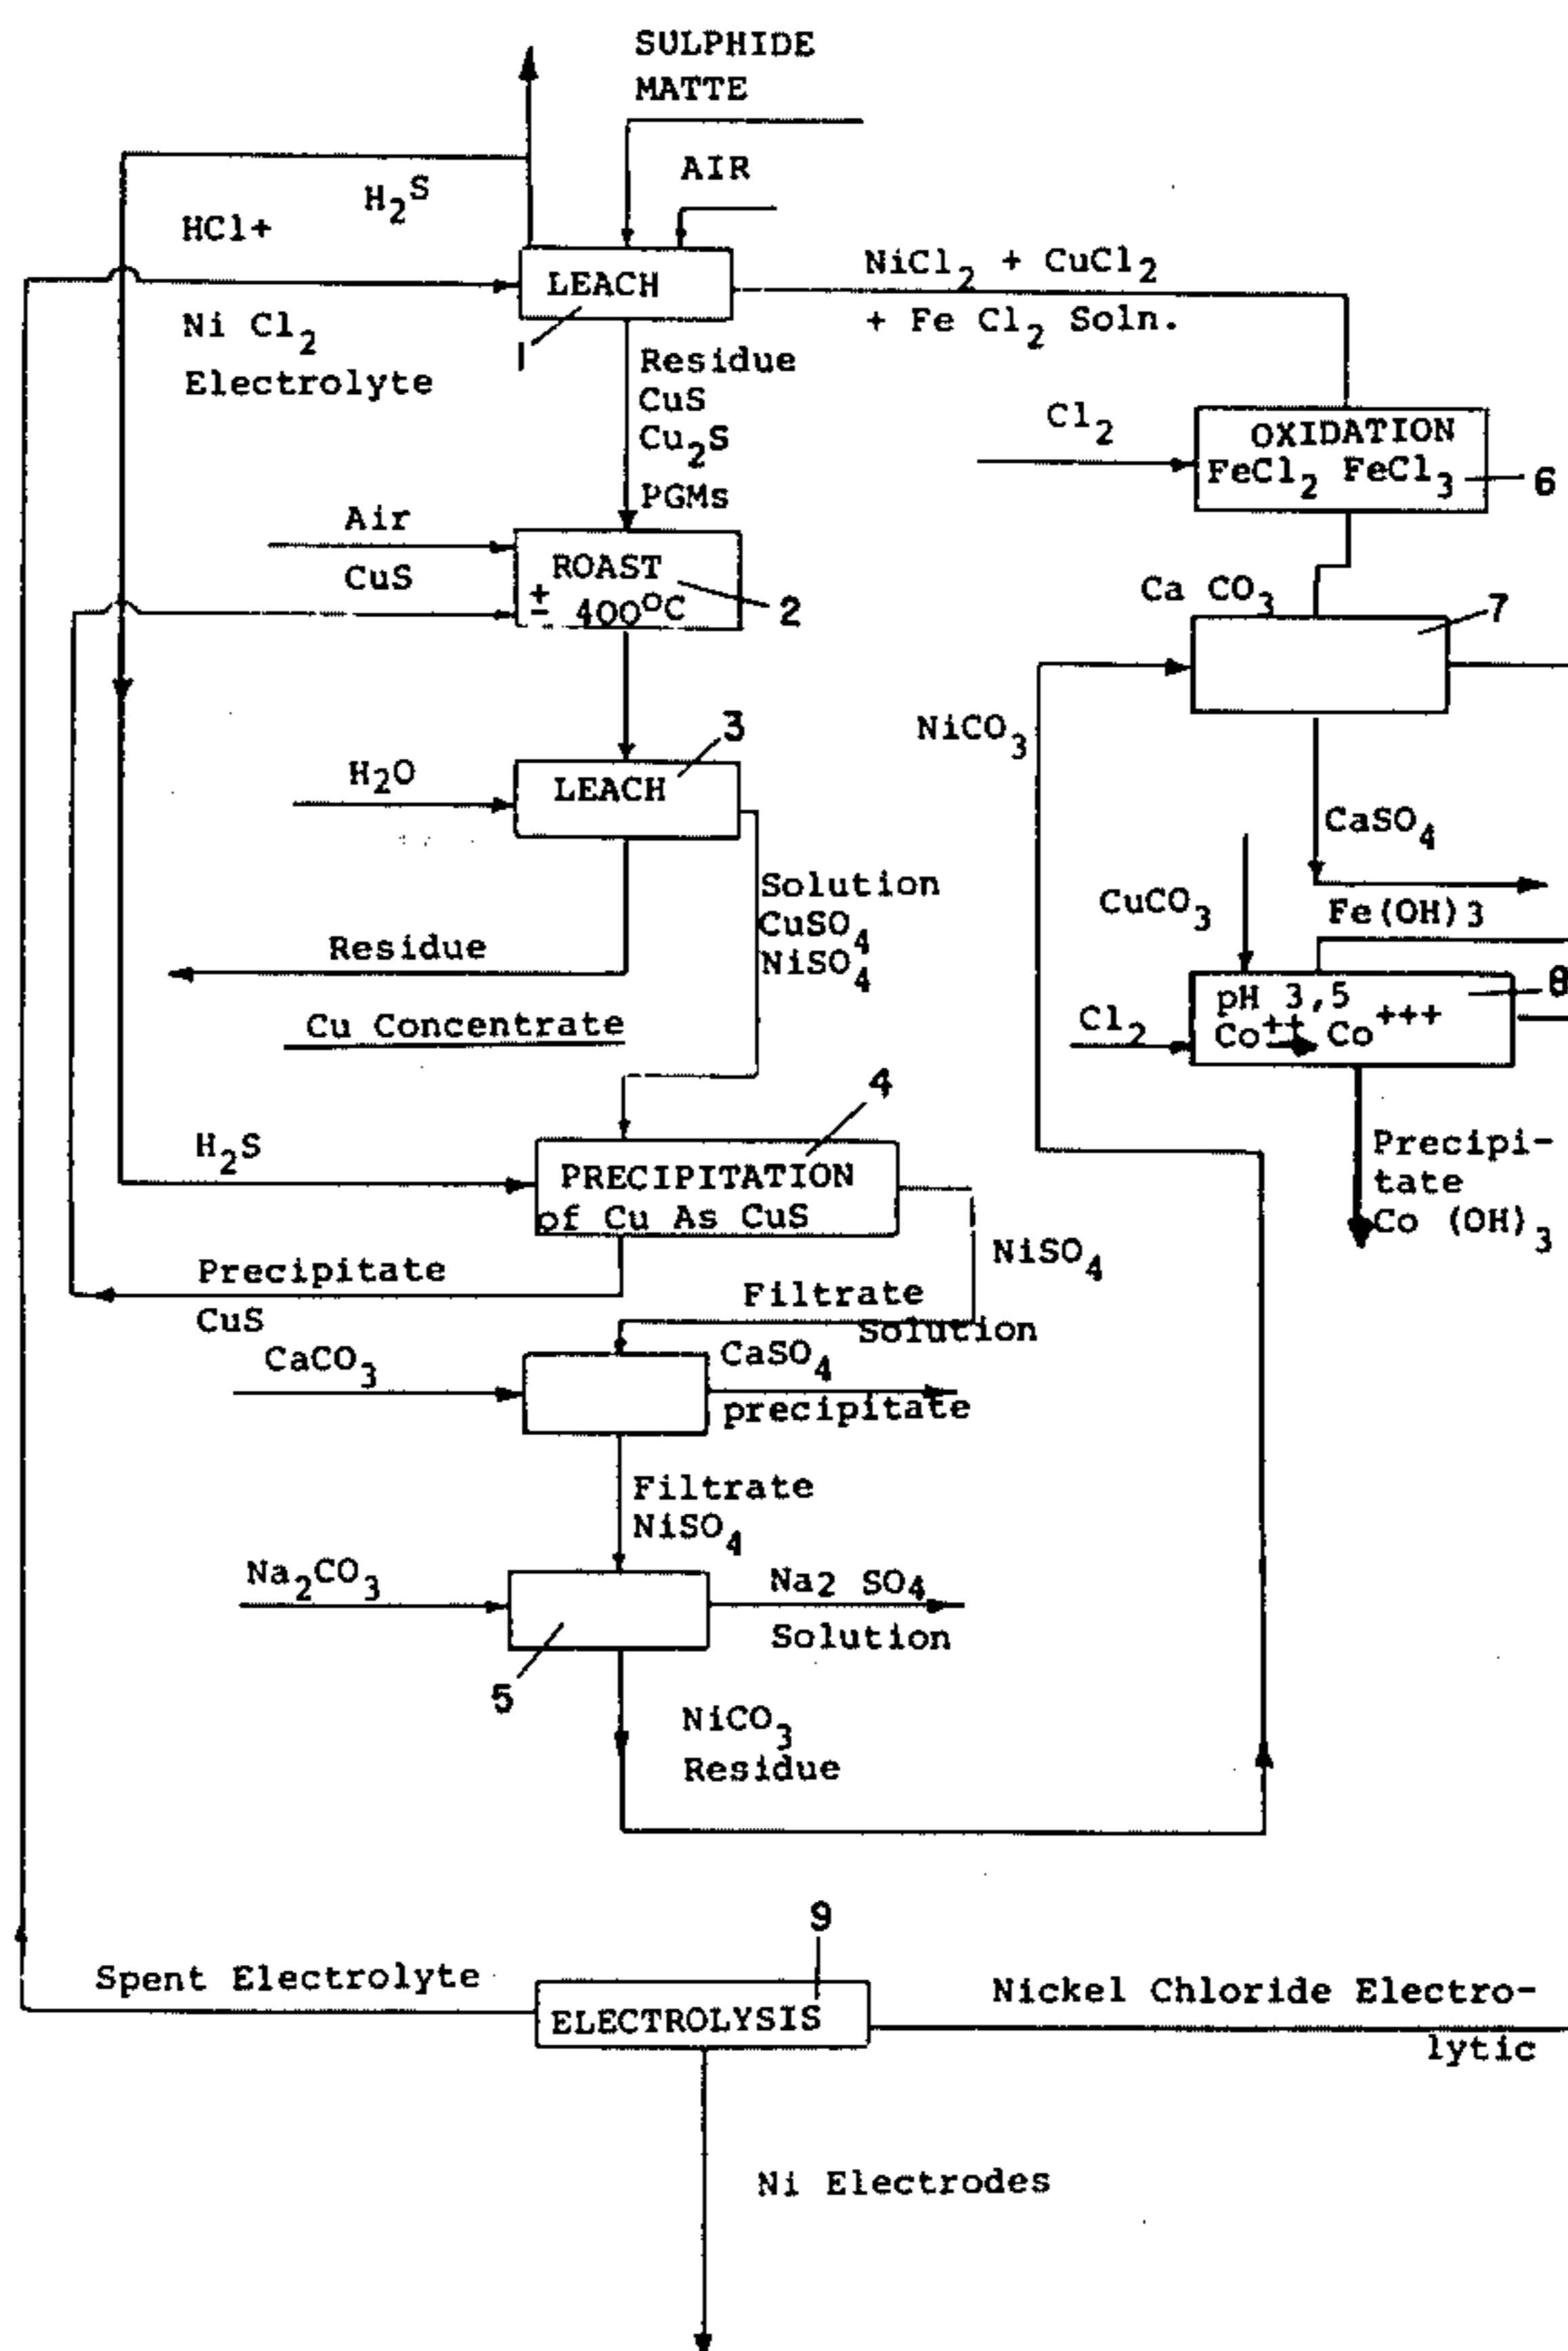 SULPHIDE
MATTE
AIR
H₂S
HCl+
LEACH
NiCl₂ + CuCl₂
+ Fe Cl₂ Soln.
Ni Cl₂
Electrolyte
1
Residue
CuS
Cu₂S
PGMs
Cl₂
OXIDATION
FeCl₂ FeCl₃
6
Air
CuS
ROAST
± 400°C
2
Ca CO₃
7
NiCO₃
3
H₂O
LEACH
CaSO₄
Fe(OH)₃
Solution
CuSO₄
NiSO₄
CuCO₃
Residue
Cu Concentrate
Cl₂
pH 3,5
Co⁺⁺ Co⁺⁺⁺
8
4
H₂S
PRECIPITATION
of Cu As CuS
Precipi-
tate
Co (OH)₃
NiSO₄
Precipitate
CuS
Filtrate
Solution
CaCO₃
CaSO₄
precipitate
Filtrate
NiSO₄
Na₂CO₃
Na2 SO₄
Solution
5
NiCO₃
Residue
9
Spent Electrolyte
ELECTROLYSIS
Nickel Chloride Electro-
lytic
Ni Electrodes